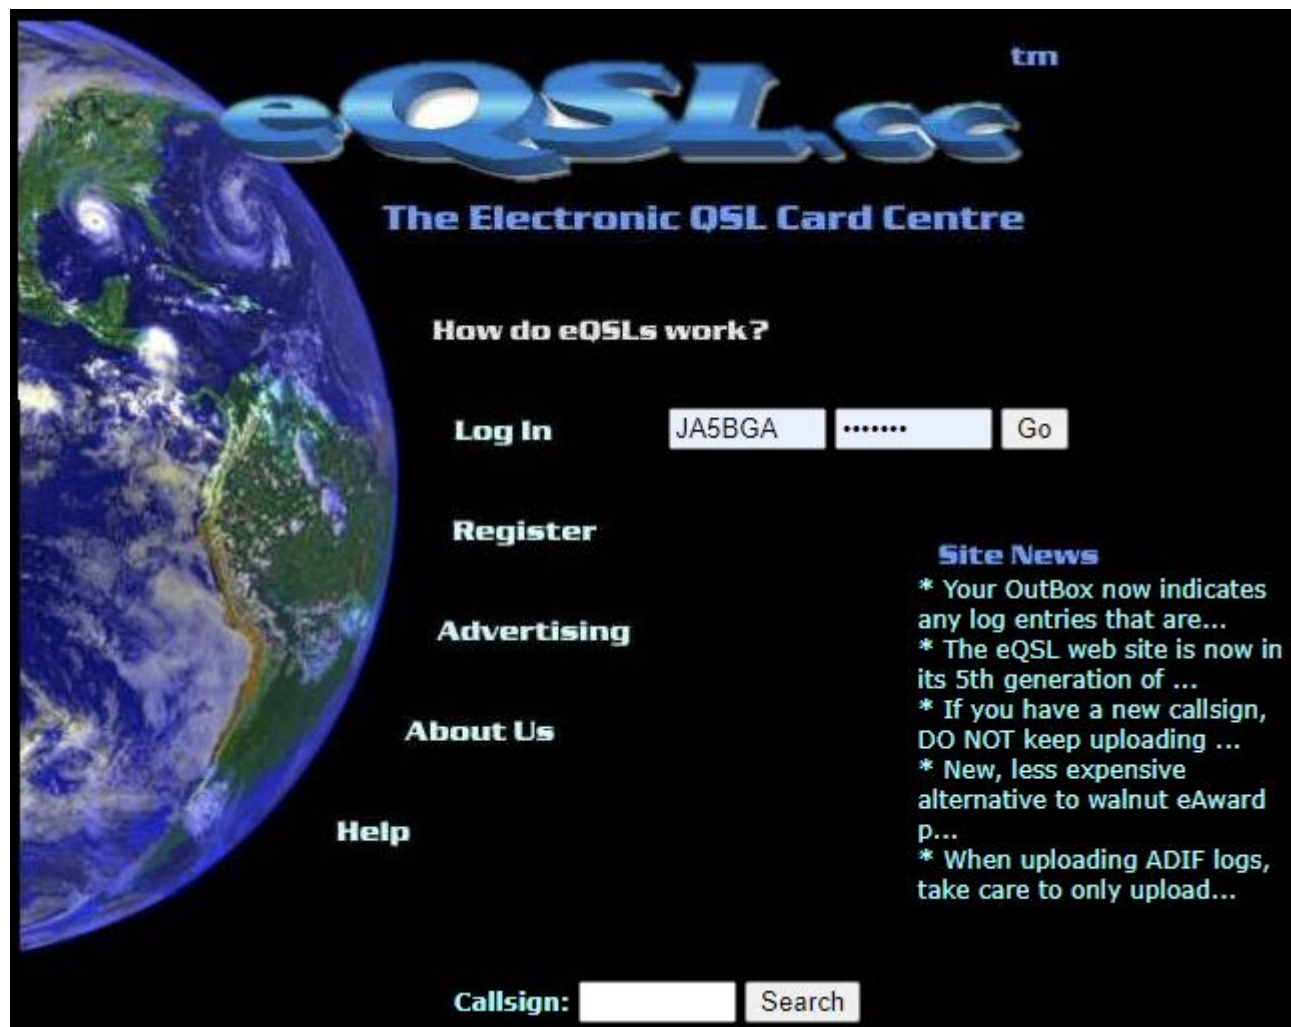 eQSL.cc tm
The Electronic QSL Card Centre
How do eQSLs work?
Log In JA5BGA ••••••• Go
Register
Advertising
About Us
Help
Site News
* Your OutBox now indicates
any log entries that are...
* The eQSL web site is now in
its 5th generation of ...
* If you have a new callsign,
DO NOT keep uploading ...
* New, less expensive
alternative to walnut eAward
p...
* When uploading ADIF logs,
take care to only upload...
Callsign: Search